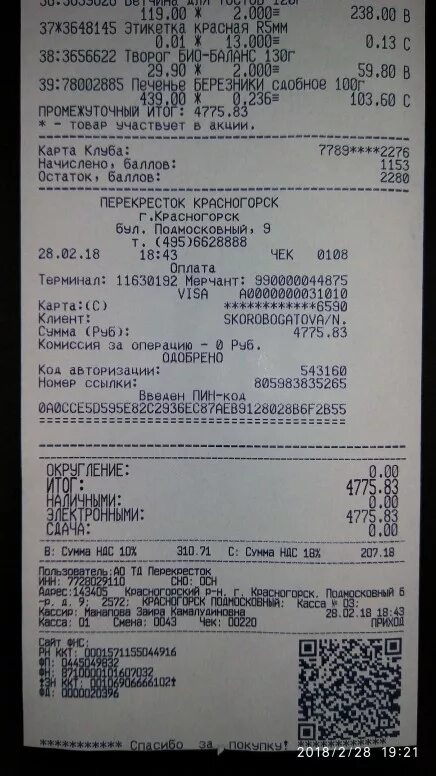 119.00 * 2.000= 238.00 В
37*3648145 Этикетка красная R5мм
0.01 * 13.000= 0.13 С
38:3656622 Творог БИО-БАЛАНС 130г
29.90 * 2.000= 59.80 В
39:78002885 Печенье БЕРЕЗНИКИ сдобное 100г
439.00 * 0.236= 103.60 С
ПРОМЕЖУТОЧНЫЙ ИТОГ: 4775.83
* - товар участвует в акции.
Карта Клуба: 7789****2276
Начислено, баллов: 1153
Остаток, баллов: 2280
ПЕРЕКРЕСТОК КРАСНОГОРСК
г.Красногорск
бул. Подмосковный, 9
т. (495)6628888
28.02.18 18:43 ЧЕК 0108
Оплата
Терминал: 11630192 Мерчант: 990000044875
VISA A0000000031010
Карта:(C) ************6590
Клиент: SKOROBOGATOVA/N.
Сумма (Руб): 4775.83
Комиссия за операцию - 0 Руб.
ОДОБРЕНО
Код авторизации: 543160
Номер ссылки: 805983835265
Введен ПИН-код
0A0CCE5D595E82C2936EC87AEB9128028B6F2B55
ОКРУГЛЕНИЕ: 0.00
ИТОГ: 4775.83
НАЛИЧНЫМИ: 0.00
ЭЛЕКТРОННЫМИ: 4775.83
СДАЧА: 0.00
В: Сумма НДС 10% 310.71 С: Сумма НДС 18% 207.18
Пользователь:АО ТД Перекресток
ИНН: 7728029110 СНО: ОСН
Адрес:143405 Красногорский р-н, г. Красногорск, Подмосковный б
-р, д. 9; 2572; КРАСНОГОРСК ПОДМОСКОВНЫЙ; Касса № 03;
Кассир: Манапова Заира Камалудиновна 28.02.18 18:43
Касса: 01 Смена: 0043 Чек: 00220 ПРИХОД
Сайт ФНС:
РН ККТ: 0001571155044916
ФП: 0445049832
ФН: 8710000101607032
↑ЗН ККТ: 00106906666102↑
ФД: 0000020396
*********** Спасибо за покупку! ***********
2018/2/28 19:21